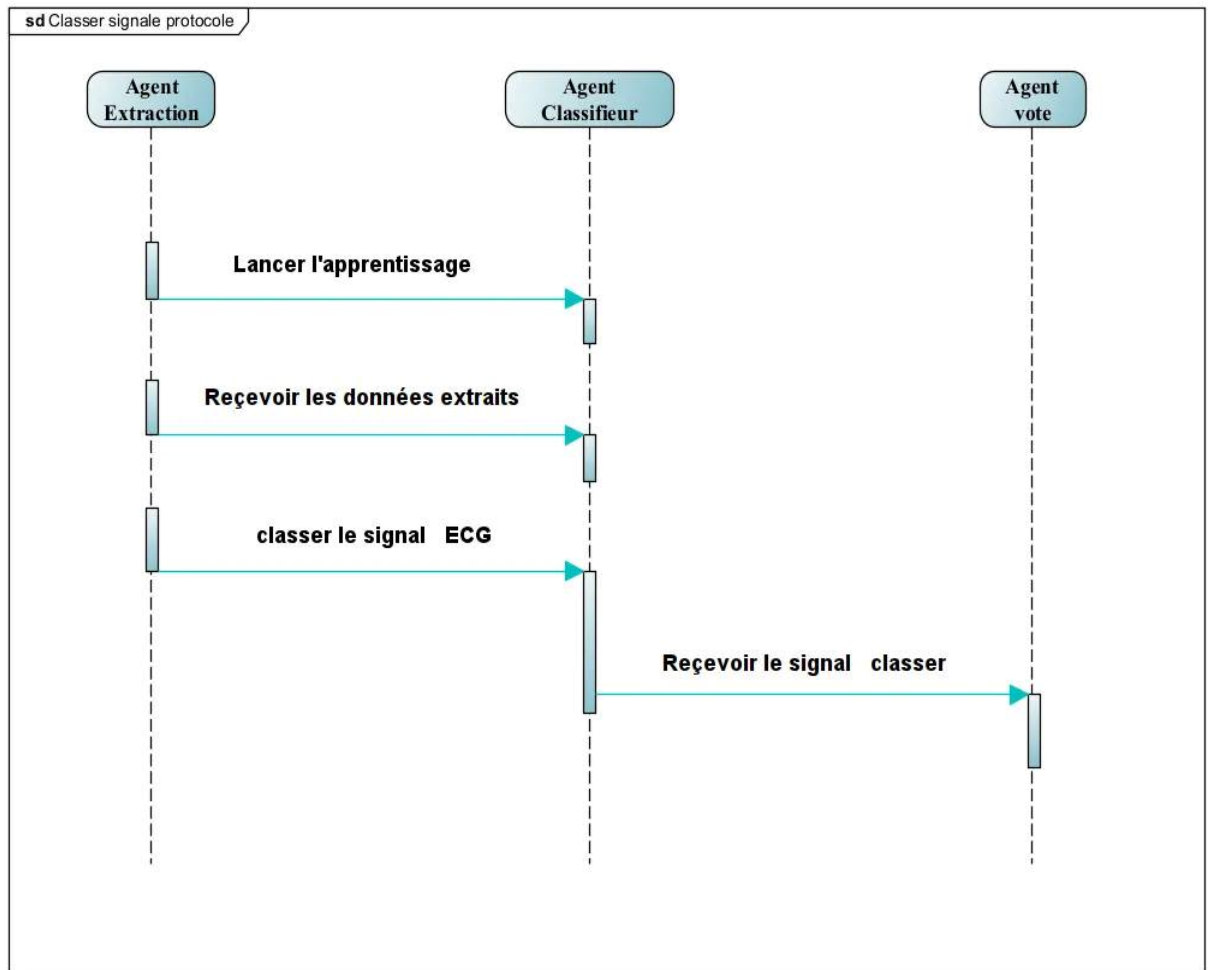 sd Classer signale protocole
Agent
Extraction
Agent
Classifieur
Agent
vote
Lancer l'apprentissage
Reçevoir les données extraits
classer le signal ECG
Reçevoir le signal classer